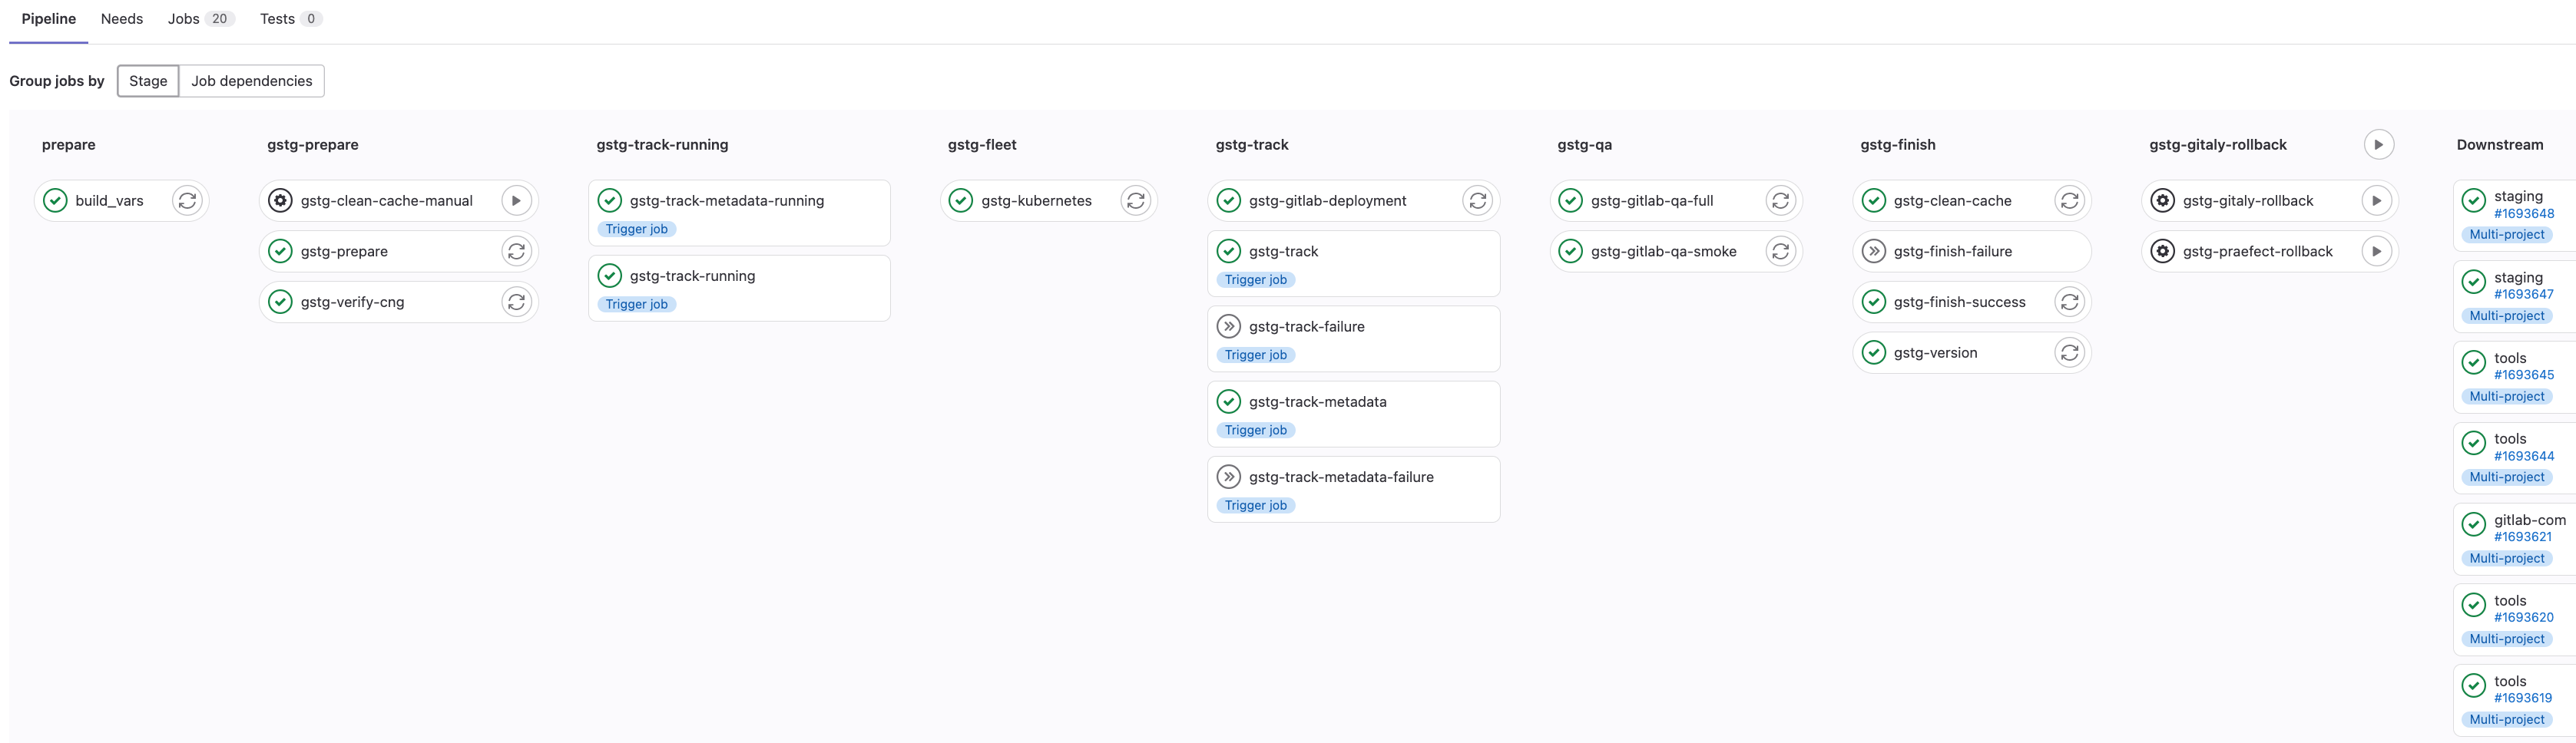 Pipeline Needs Jobs 20 Tests 0
Group jobs by Stage Job dependencies
prepare
build_vars
gstg-prepare
gstg-clean-cache-manual
gstg-prepare
gstg-verify-cng
gstg-track-running
gstg-track-metadata-running
Trigger job
gstg-track-running
Trigger job
gstg-fleet
gstg-kubernetes
gstg-track
gstg-gitlab-deployment
gstg-track
Trigger job
gstg-track-failure
Trigger job
gstg-track-metadata
Trigger job
gstg-track-metadata-failure
Trigger job
gstg-qa
gstg-gitlab-qa-full
gstg-gitlab-qa-smoke
gstg-finish
gstg-clean-cache
gstg-finish-failure
gstg-finish-success
gstg-version
gstg-gitaly-rollback
gstg-gitaly-rollback
gstg-praefect-rollback
Downstream
staging
#1693648
Multi-project
staging
#1693647
Multi-project
tools
#1693645
Multi-project
tools
#1693644
Multi-project
gitlab-com
#1693621
Multi-project
tools
#1693620
Multi-project
tools
#1693619
Multi-project